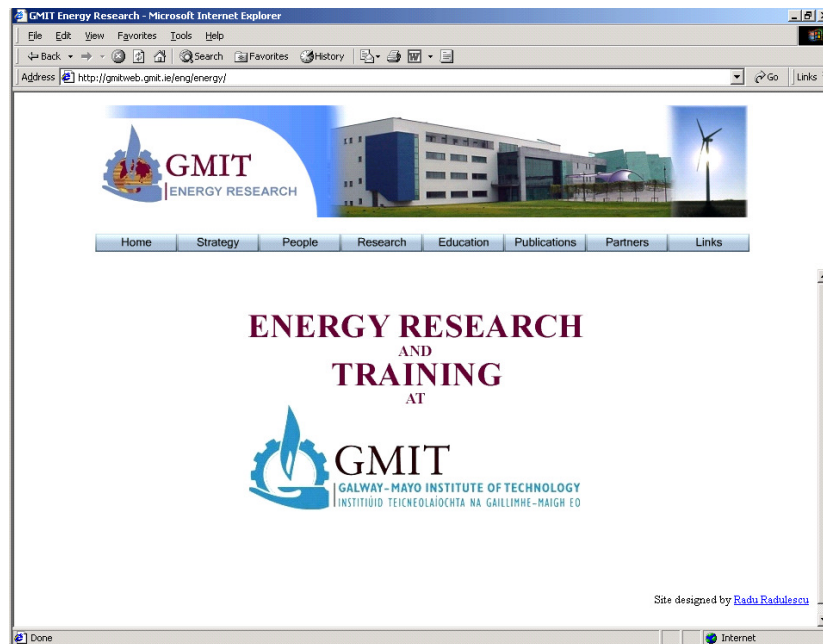 GMIT Energy Research - Microsoft Internet Explorer
File Edit View Favorites Tools Help
Back Search Favorites History
Address http://gmitweb.gmit.ie/eng/energy/ Go Links
GMIT
ENERGY RESEARCH
Home Strategy People Research Education Publications Partners Links
ENERGY RESEARCH
AND
TRAINING
AT
GMIT
GALWAY-MAYO INSTITUTE OF TECHNOLOGY
INSTITIÚID TEICNEOLAÍOCHTA NA GAILLIMHE-MAIGH EO
Site designed by Radu Radulescu
Done Internet